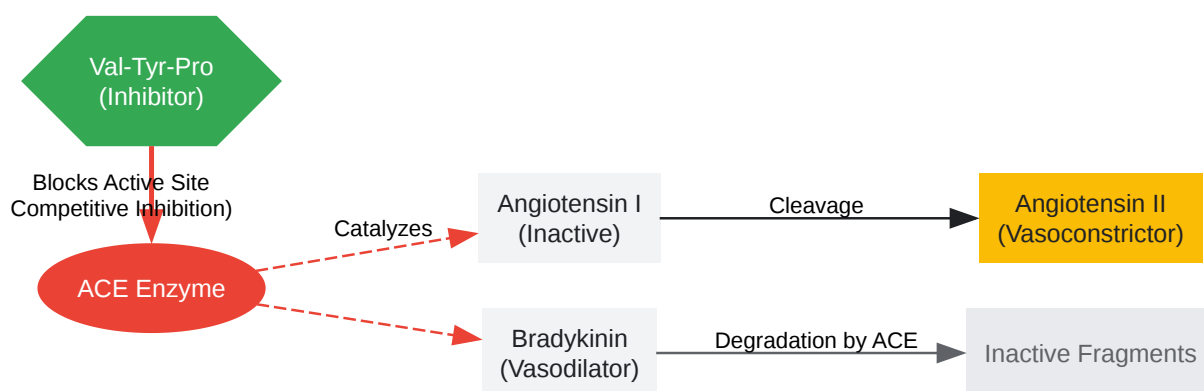 Val-Tyr-Pro
(Inhibitor)
Blocks Active Site
Competitive Inhibition)
ACE Enzyme
Catalyzes
Angiotensin I
(Inactive)
Cleavage
Angiotensin II
(Vasoconstrictor)
Bradykinin
(Vasodilator)
Degradation by ACE
Inactive Fragments